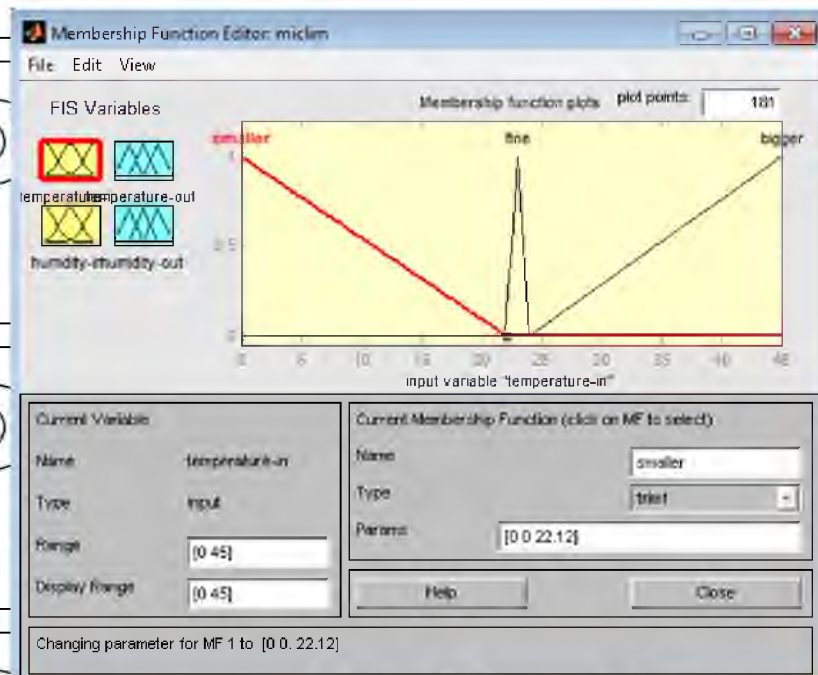 Membership Function Editor: miclim
File Edit View
FIS Variables
Membership function plots plot points: 181
smaller fine bigger
temperature-out
humidity-out
1
0.5
0
0 5 10 15 20 25 30 35 40 45
input variable "temperature-in"
Current Variable
Name temperature-in
Type input
Range [0 45]
Display Range [0 45]
Current Membership Function (click on MF to select)
Name smaller
Type trimf
Params [0 0 22.12]
Help Close
Changing parameter for MF 1 to [0 0. 22.12]